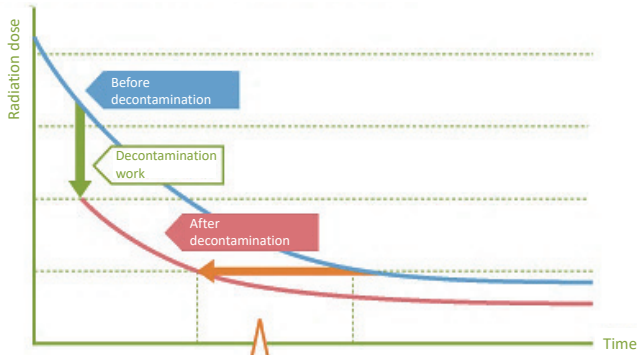 Radiation dose
Before
decontamination
Decontamination
work
After
decontamination
Time